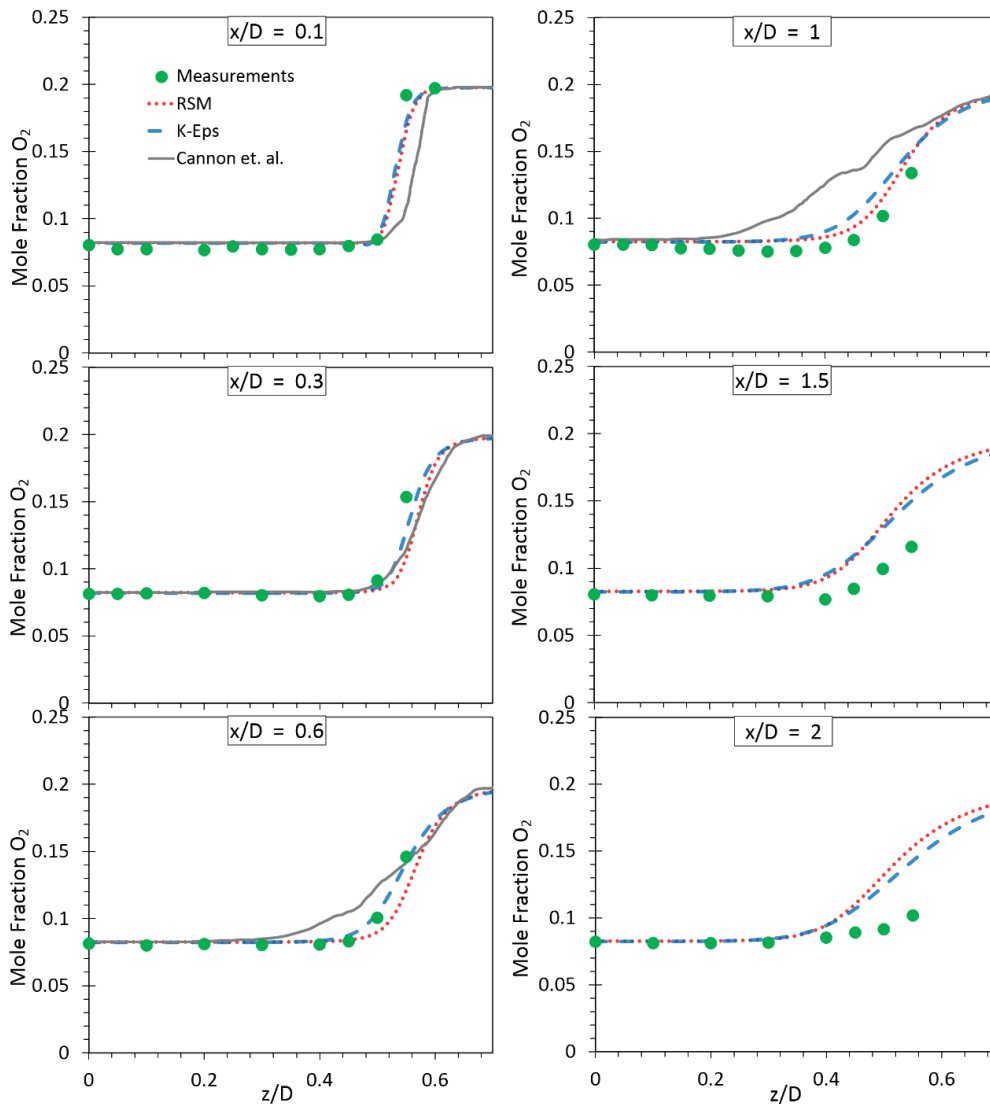 x/D = 0.1
0.25
0.2
0.15
0.1
0.05
0
Mole Fraction O₂
Measurements
RSM
K-Eps
Cannon et. al.
x/D = 1
0.25
0.2
0.15
0.1
0.05
0
Mole Fraction O₂
x/D = 0.3
0.25
0.2
0.15
0.1
0.05
0
Mole Fraction O₂
x/D = 1.5
0.25
0.2
0.15
0.1
0.05
0
Mole Fraction O₂
x/D = 0.6
0.25
0.2
0.15
0.1
0.05
0
Mole Fraction O₂
0 0.2 0.4 0.6
z/D
x/D = 2
0.25
0.2
0.15
0.1
0.05
0
Mole Fraction O₂
0 0.2 0.4 0.6
z/D